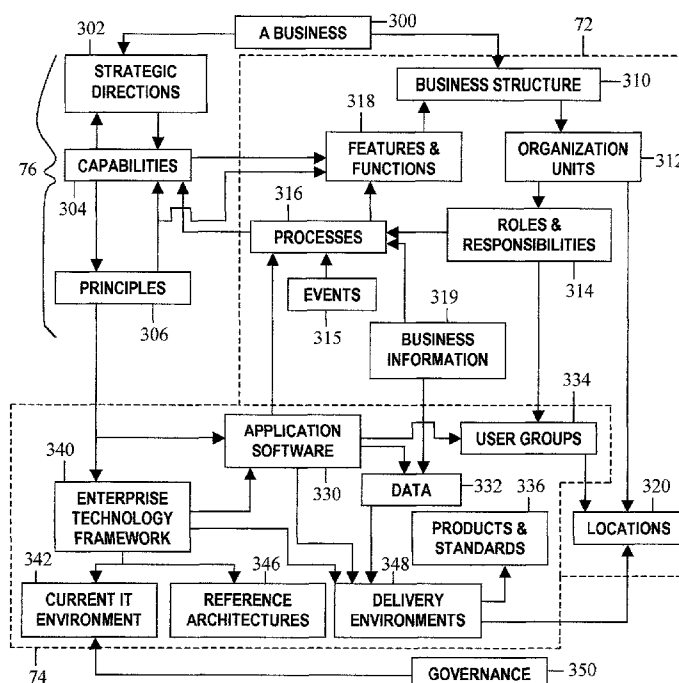 302
A BUSINESS
300
72
STRATEGIC
DIRECTIONS
318
BUSINESS STRUCTURE
310
76
CAPABILITIES
304
FEATURES &
FUNCTIONS
ORGANIZATION
UNITS
312
316
PROCESSES
ROLES &
RESPONSIBILITIES
314
PRINCIPLES
306
EVENTS
315
319
BUSINESS
INFORMATION
334
340
APPLICATION
SOFTWARE
330
USER GROUPS
ENTERPRISE
TECHNOLOGY
FRAMEWORK
DATA
332
336
320
PRODUCTS &
STANDARDS
LOCATIONS
342
346
348
CURRENT IT
ENVIRONMENT
REFERENCE
ARCHITECTURES
DELIVERY
ENVIRONMENTS
74
GOVERNANCE
350